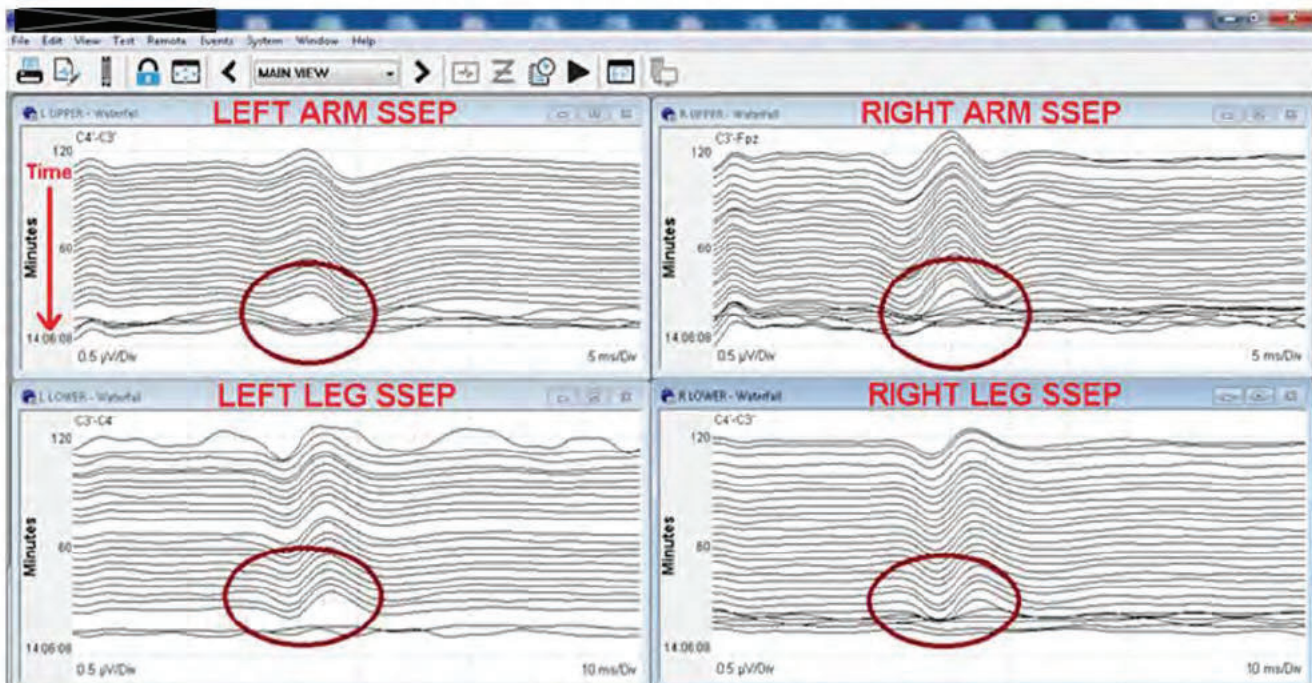 File Edit View Test Remote Events System Window Help
MAIN VIEW
L UPPER - Waterfall
LEFT ARM SSEP
C4'-C3'
120
Time
60
Minutes
14:06:08
0.5 µV/Div
5 ms/Div
R UPPER - Waterfall
RIGHT ARM SSEP
C3'-Fpz
120
60
Minutes
14:06:08
0.5 µV/Div
5 ms/Div
L LOWER - Waterfall
LEFT LEG SSEP
C3'-C4'
120
60
Minutes
14:06:08
0.5 µV/Div
10 ms/Div
R LOWER - Waterfall
RIGHT LEG SSEP
C4'-C3'
120
60
Minutes
14:06:08
0.5 µV/Div
10 ms/Div